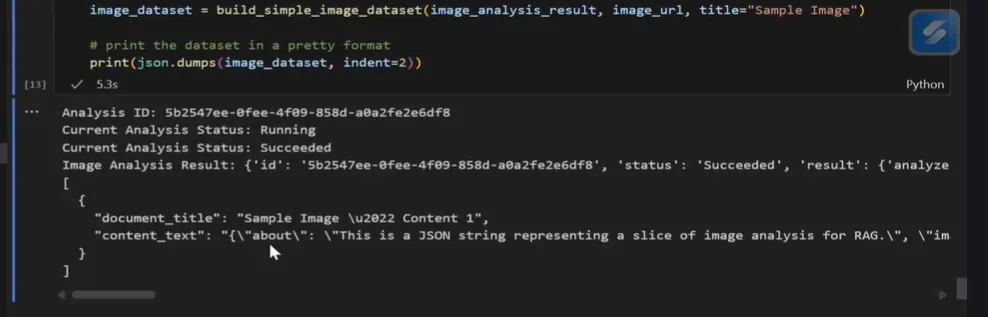 image_dataset = build_simple_image_dataset(image_analysis_result, image_url, title="Sample Image")
# print the dataset in a pretty format
print(json.dumps(image_dataset, indent=2))
[13] 5.3s Python
Analysis ID: 5b2547ee-0fee-4f09-858d-a0a2fe2e6df8
Current Analysis Status: Running
Current Analysis Status: Succeeded
Image Analysis Result: {'id': '5b2547ee-0fee-4f09-858d-a0a2fe2e6df8', 'status': 'Succeeded', 'result': {'analyze
[
{
"document_title": "Sample Image \u2022 Content 1",
"content_text": "{\"about\": \"This is a JSON string representing a slice of image analysis for RAG.\", \"im
}
]